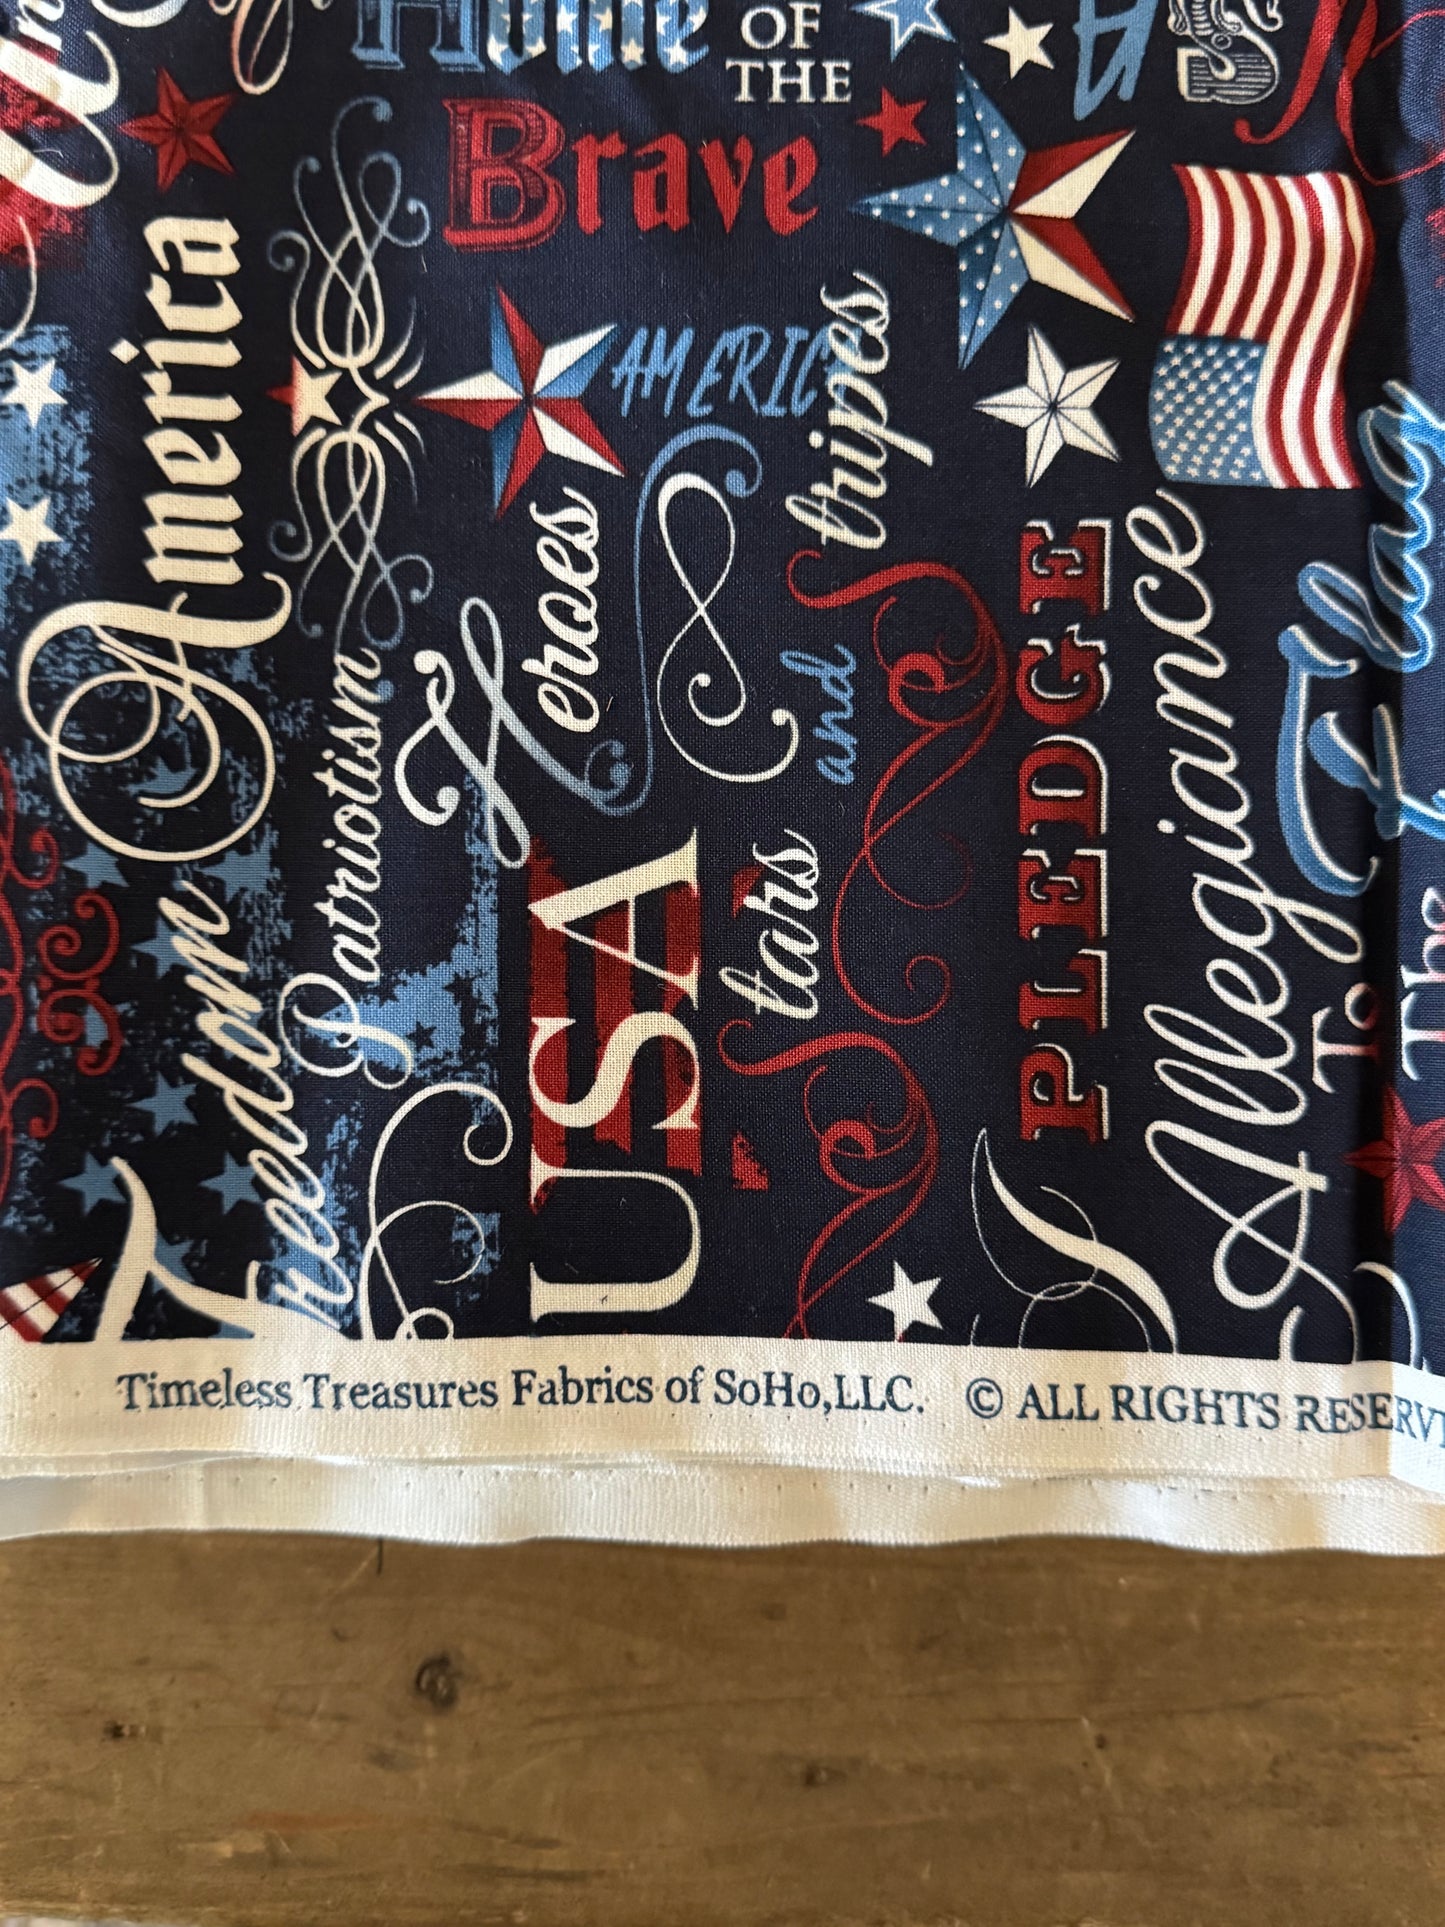 Home
OF
THE
Brave
America
AMERIC
Heroes
stripes
and
stars
Patriotism
Freedom
USA
PLEDGE
Allegiance
To
The
Flag
Timeless Treasures Fabrics of SoHo,LLC. © ALL RIGHTS RESERV